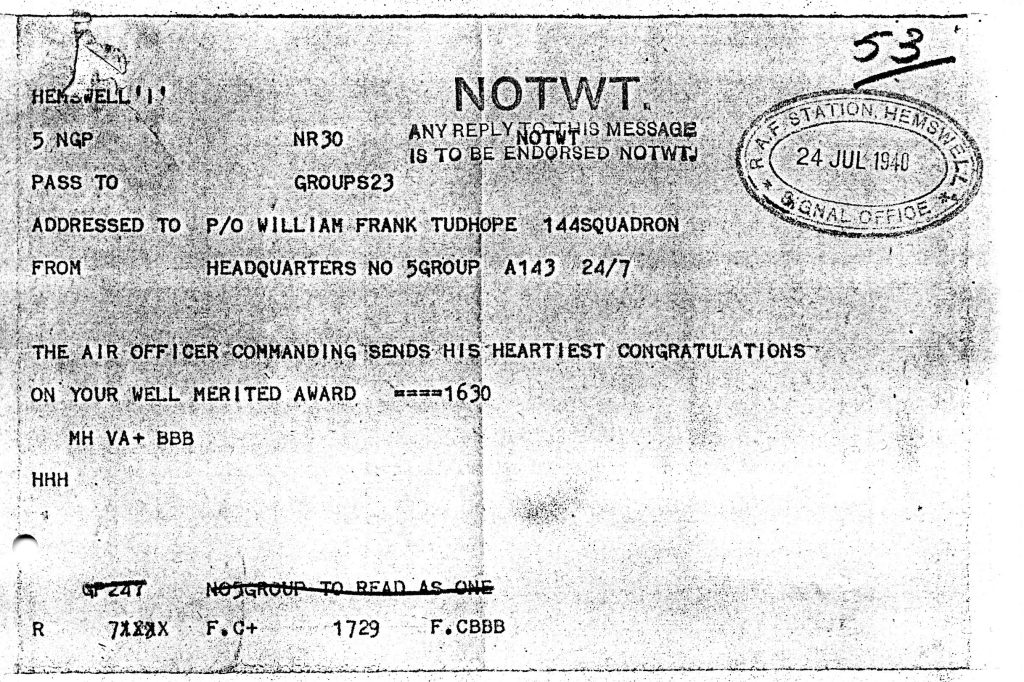 53
HEMSWELL'1'
NOTWT.
5 NGP NR30 NOTWT
ANY REPLY TO THIS MESSAGE
IS TO BE ENDORSED NOTWT.
R.A.F. STATION, HEMSWELL
24 JUL 1940
* SIGNAL OFFICE *
PASS TO GROUPS23
ADDRESSED TO P/O WILLIAM FRANK TUDHOPE 144SQUADRON
FROM HEADQUARTERS NO 5GROUP A143 24/7
THE AIR OFFICER COMMANDING SENDS HIS HEARTIEST CONGRATULATIONS
ON YOUR WELL MERITED AWARD ====1630
MH VA+ BBB
HHH
GP247 NO5GROUP TO READ AS ONE
R F.C+ 1729 F.CBBB